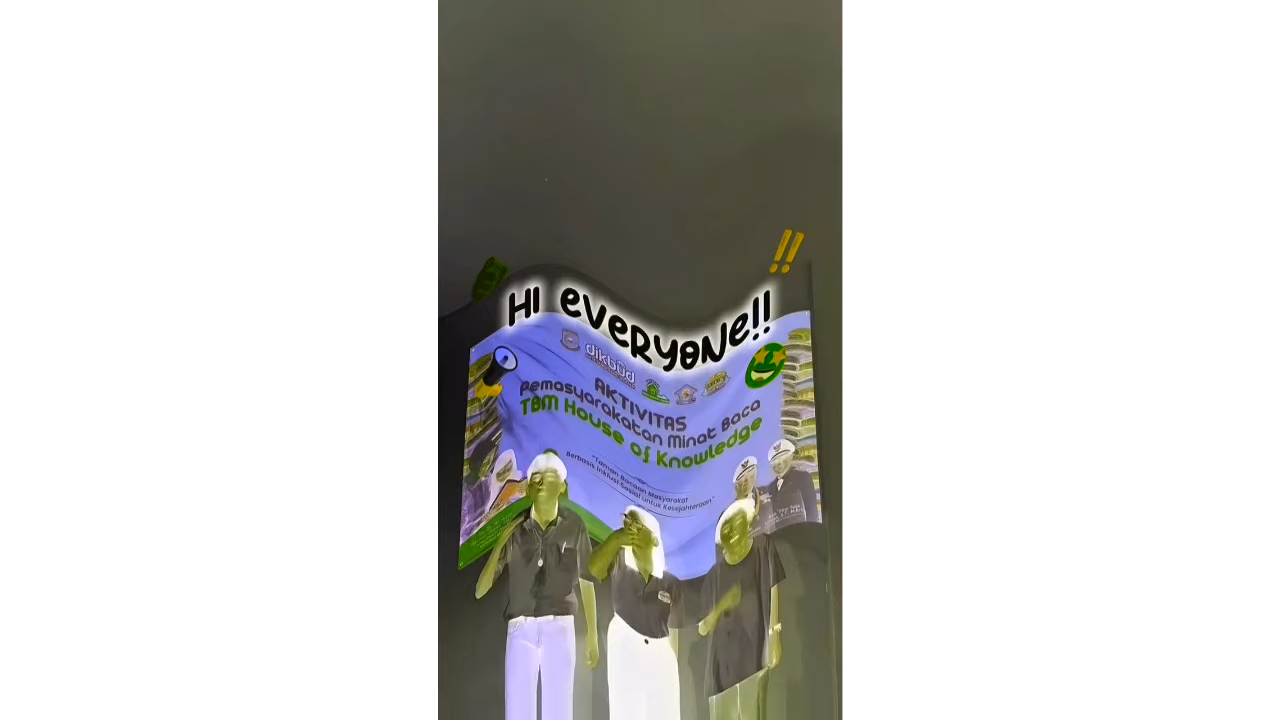 HI EVERYONE!!
dikbud
AKTIVITAS
Pemasyarakatan Minat Baca
TBM House of Knowledge
"Taman Bacaan Masyarakat
Berbasis Inklusi Sosial Untuk Kesejahteraan"